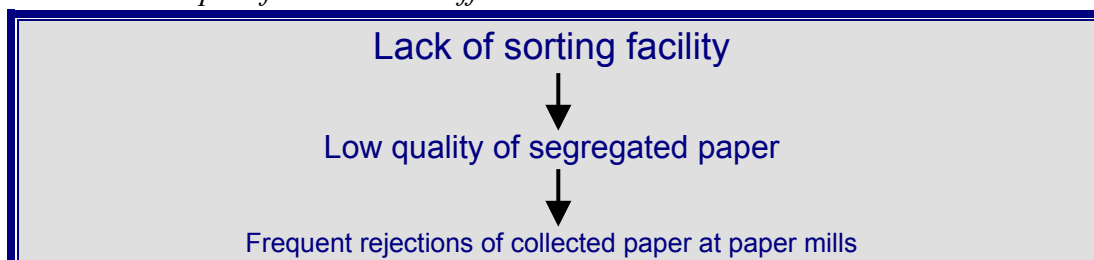 Lack of sorting facility
Low quality of segregated paper
Frequent rejections of collected paper at paper mills